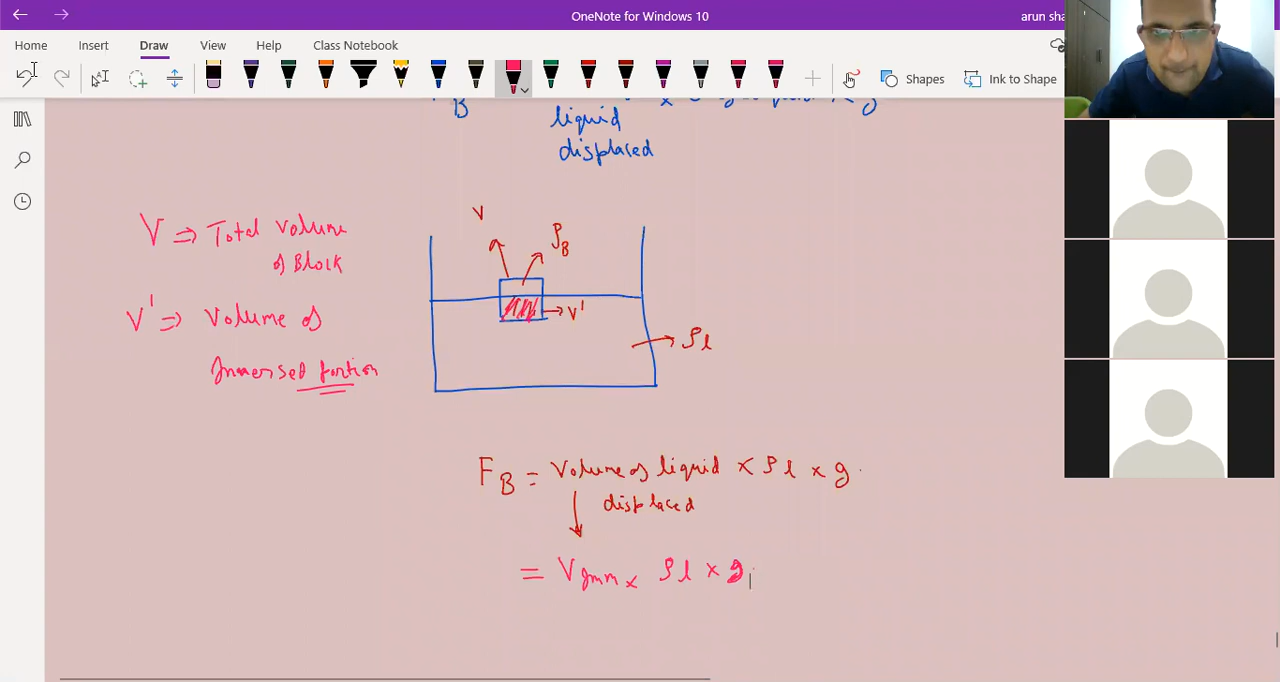 OneNote for Windows 10
arun sha
Home Insert Draw View Help Class Notebook
Shapes Ink to Shape
B
liquid
displaced
× g
V ⇒ Total Volume
of Block
V' ⇒ Volume of
Immersed portion
V
ρB
V'
ρl
FB = Volume of liquid × ρl × g
displaced
= VImm × ρl × g